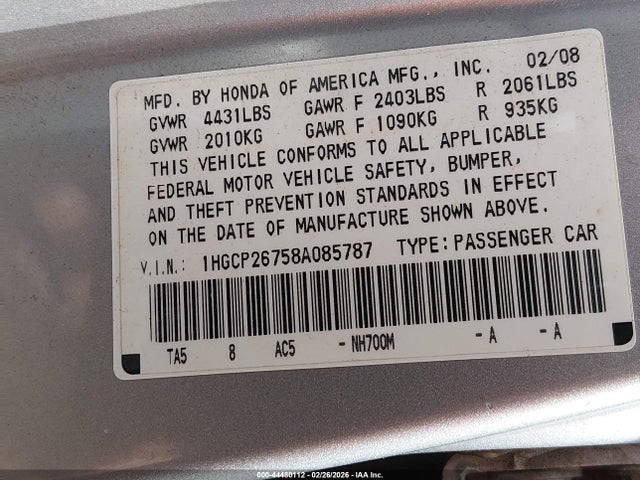 MFD. BY HONDA OF AMERICA MFG., INC. 02/08
GVWR 4431LBS GAWR F 2403LBS R 2061LBS
GVWR 2010KG GAWR F 1090KG R 935KG
THIS VEHICLE CONFORMS TO ALL APPLICABLE
FEDERAL MOTOR VEHICLE SAFETY, BUMPER,
AND THEFT PREVENTION STANDARDS IN EFFECT
ON THE DATE OF MANUFACTURE SHOWN ABOVE.
V.I.N.: 1HGCP26758A085787 TYPE:PASSENGER CAR
TA5 8 AC5 -NH700M -A -A
000-44480112 - 02/26/2026 - IAA Inc.